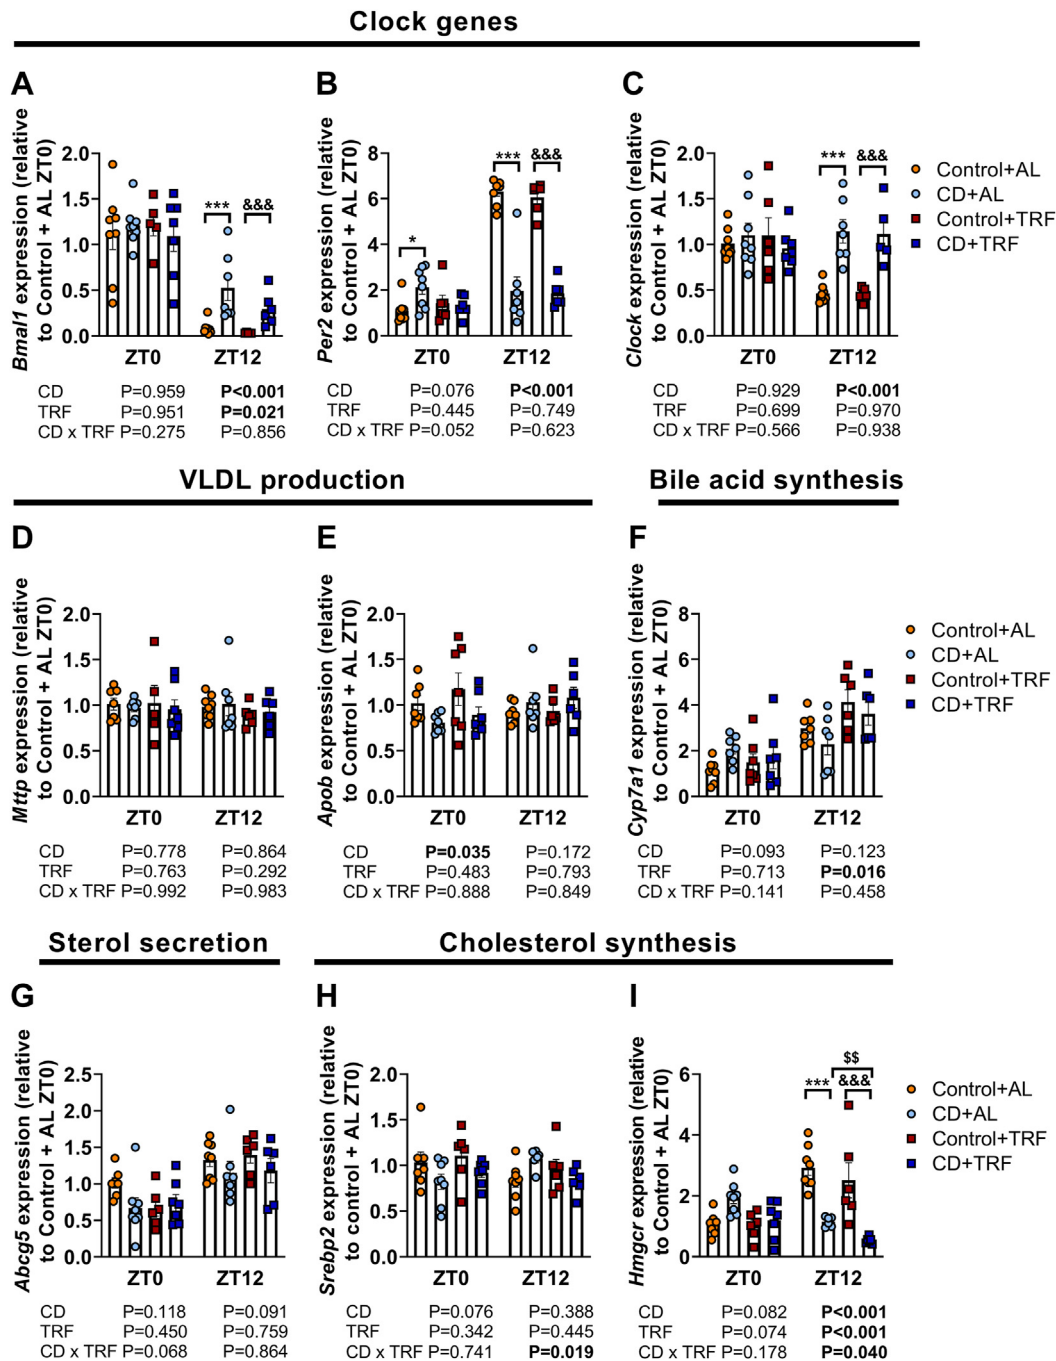 Clock genes
A
B
C
Bmal1 expression (relative
to Control + AL ZT0)
2.0
1.5
1.0
0.5
0.0
***
&&&
ZT0
ZT12
Per2 expression (relative
to Control + AL ZT0)
8
6
4
2
0
*
***
&&&
ZT0
ZT12
Clock expression (relative
to Control + AL ZT0)
2.0
1.5
1.0
0.5
0.0
***
&&&
ZT0
ZT12
Control+AL
CD+AL
Control+TRF
CD+TRF
CD P=0.959 P<0.001
TRF P=0.951 P=0.021
CD x TRF P=0.275 P=0.856
CD P=0.076 P<0.001
TRF P=0.445 P=0.749
CD x TRF P=0.052 P=0.623
CD P=0.929 P<0.001
TRF P=0.699 P=0.970
CD x TRF P=0.566 P=0.938
VLDL production
Bile acid synthesis
D
E
F
Mttp expression (relative
to Control + AL ZT0)
2.0
1.5
1.0
0.5
0.0
ZT0
ZT12
Apob expression (relative
to Control + AL ZT0)
2.0
1.5
1.0
0.5
0.0
ZT0
ZT12
Cyp7a1 expression (relative
to Control + AL ZT0)
8
6
4
2
0
ZT0
ZT12
Control+AL
CD+AL
Control+TRF
CD+TRF
CD P=0.778 P=0.864
TRF P=0.763 P=0.292
CD x TRF P=0.992 P=0.983
CD P=0.035 P=0.172
TRF P=0.483 P=0.793
CD x TRF P=0.888 P=0.849
CD P=0.093 P=0.123
TRF P=0.713 P=0.016
CD x TRF P=0.141 P=0.458
Sterol secretion
Cholesterol synthesis
G
H
I
Abcg5 expression (relative
to Control + AL ZT0)
2.5
2.0
1.5
1.0
0.5
0.0
ZT0
ZT12
Srebp2 expression (relative
to control + AL ZT0)
2.0
1.5
1.0
0.5
0.0
ZT0
ZT12
Hmgcr expression (relative
to Control + AL ZT0)
6
4
2
0
$$
***
&&&
ZT0
ZT12
Control+AL
CD+AL
Control+TRF
CD+TRF
CD P=0.118 P=0.091
TRF P=0.450 P=0.759
CD x TRF P=0.068 P=0.864
CD P=0.076 P=0.388
TRF P=0.342 P=0.445
CD x TRF P=0.741 P=0.019
CD P=0.082 P<0.001
TRF P=0.074 P<0.001
CD x TRF P=0.178 P=0.040